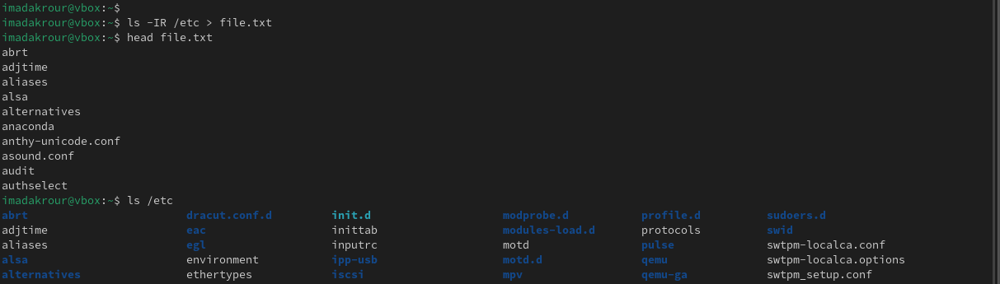 imadakrour@vbox:~$
imadakrour@vbox:~$ ls -IR /etc > file.txt
imadakrour@vbox:~$ head file.txt
abrt
adjtime
aliases
alsa
alternatives
anaconda
anthy-unicode.conf
asound.conf
audit
authselect
imadakrour@vbox:~$ ls /etc
abrt dracut.conf.d init.d modprobe.d profile.d sudoers.d
adjtime eac inittab modules-load.d protocols swid
aliases egl inputrc motd pulse swtpm-localca.conf
alsa environment ipp-usb motd.d qemu swtpm-localca.options
alternatives ethertypes iscsi mpv qemu-ga swtpm_setup.conf